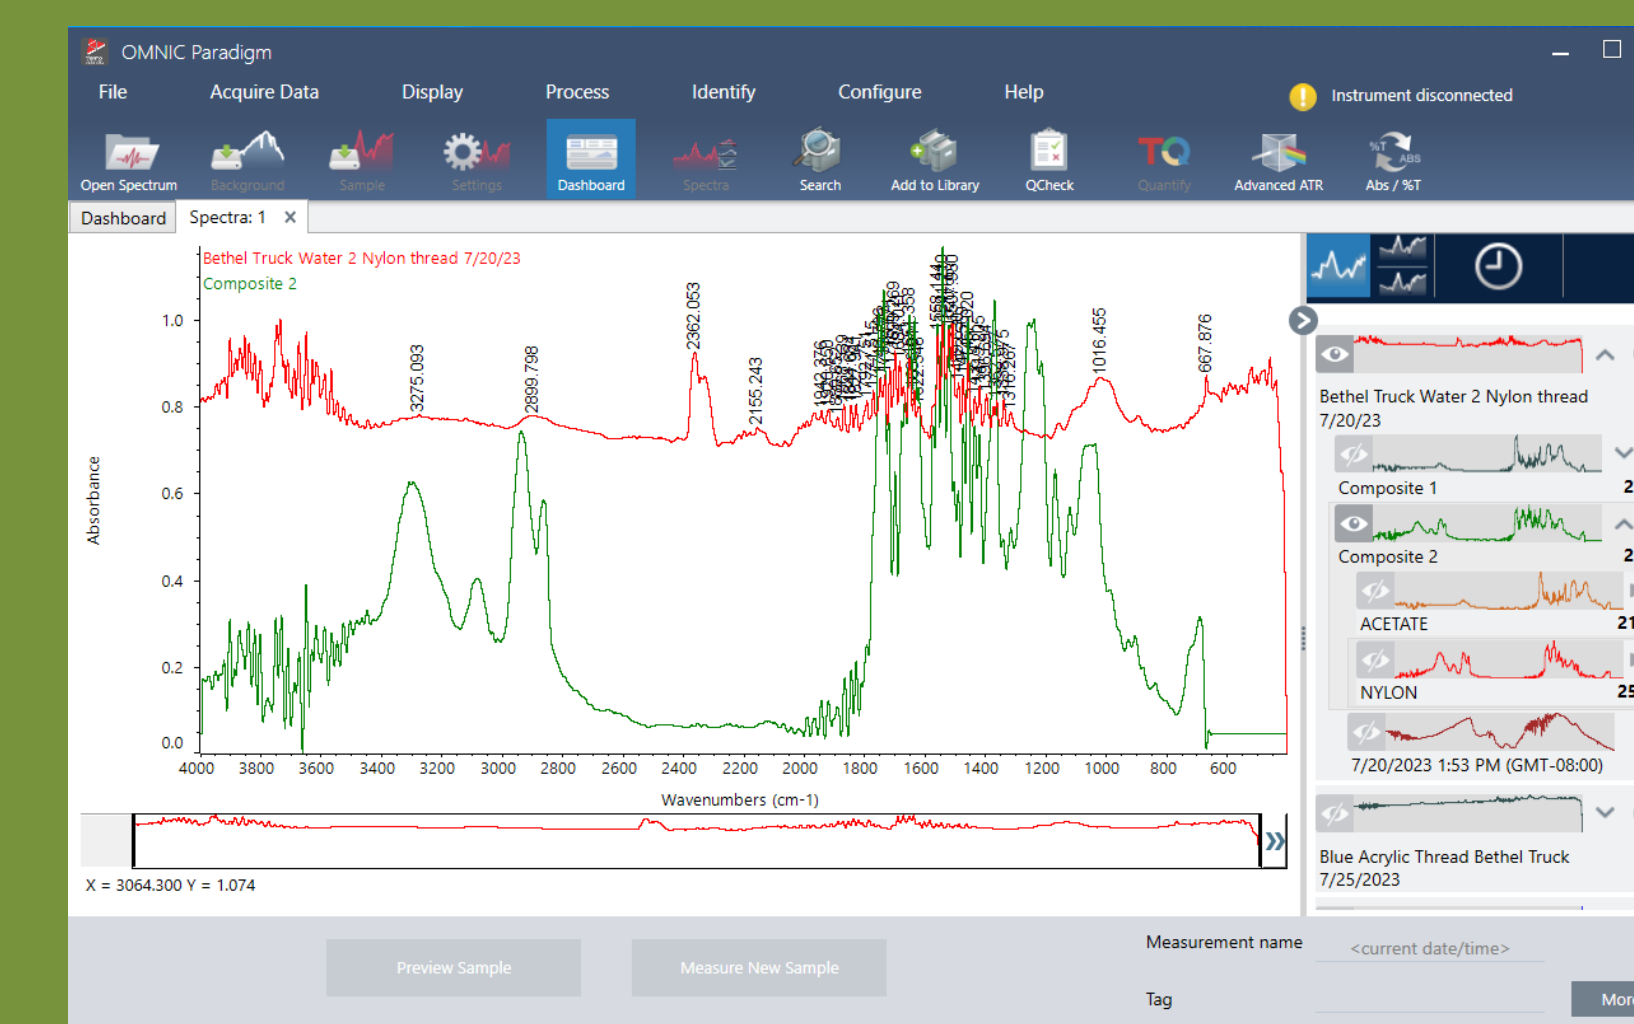 OMNIC Paradigm
File Acquire Data Display Process Identify Configure Help
Instrument disconnected
Open Spectrum Background Sample Settings Dashboard Spectra Search Add to Library QCheck Quantify Advanced ATR Abs / %T
TQ
%T ABS
Dashboard Spectra: 1
Bethel Truck Water 2 Nylon thread 7/20/23
Composite 2
3275.093
2899.798
2362.053
2155.243
1016.455
667.876
Absorbance
1.0
0.8
0.6
0.4
0.2
0.0
4000 3800 3600 3400 3200 3000 2800 2600 2400 2200 2000 1800 1600 1400 1200 1000 800 600
Wavenumbers (cm-1)
X = 3064.300 Y = 1.074
Bethel Truck Water 2 Nylon thread
7/20/23
Composite 1
Composite 2
ACETATE
NYLON
7/20/2023 1:53 PM (GMT-08:00)
Blue Acrylic Thread Bethel Truck
7/25/2023
Preview Sample Measure New Sample
Measurement name <current date/time>
Tag